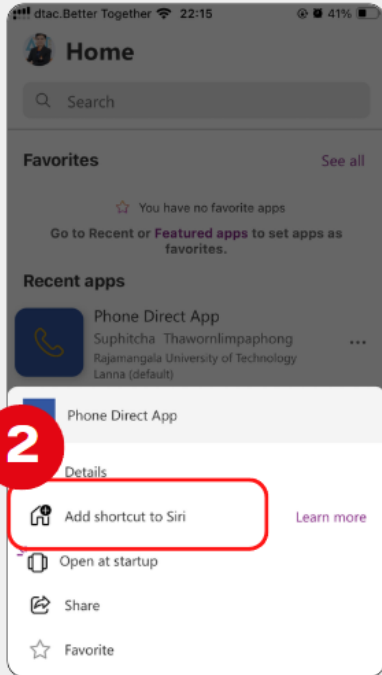 dtac.Better Together 22:15 41%
Home
Search
Favorites See all
You have no favorite apps
Go to Recent or Featured apps to set apps as
favorites.
Recent apps
Phone Direct App
Suphitcha Thawornlimpaphong
Rajamangala University of Technology
Lanna (default)
Phone Direct App
2
Details
Add shortcut to Siri Learn more
Open at startup
Share
Favorite